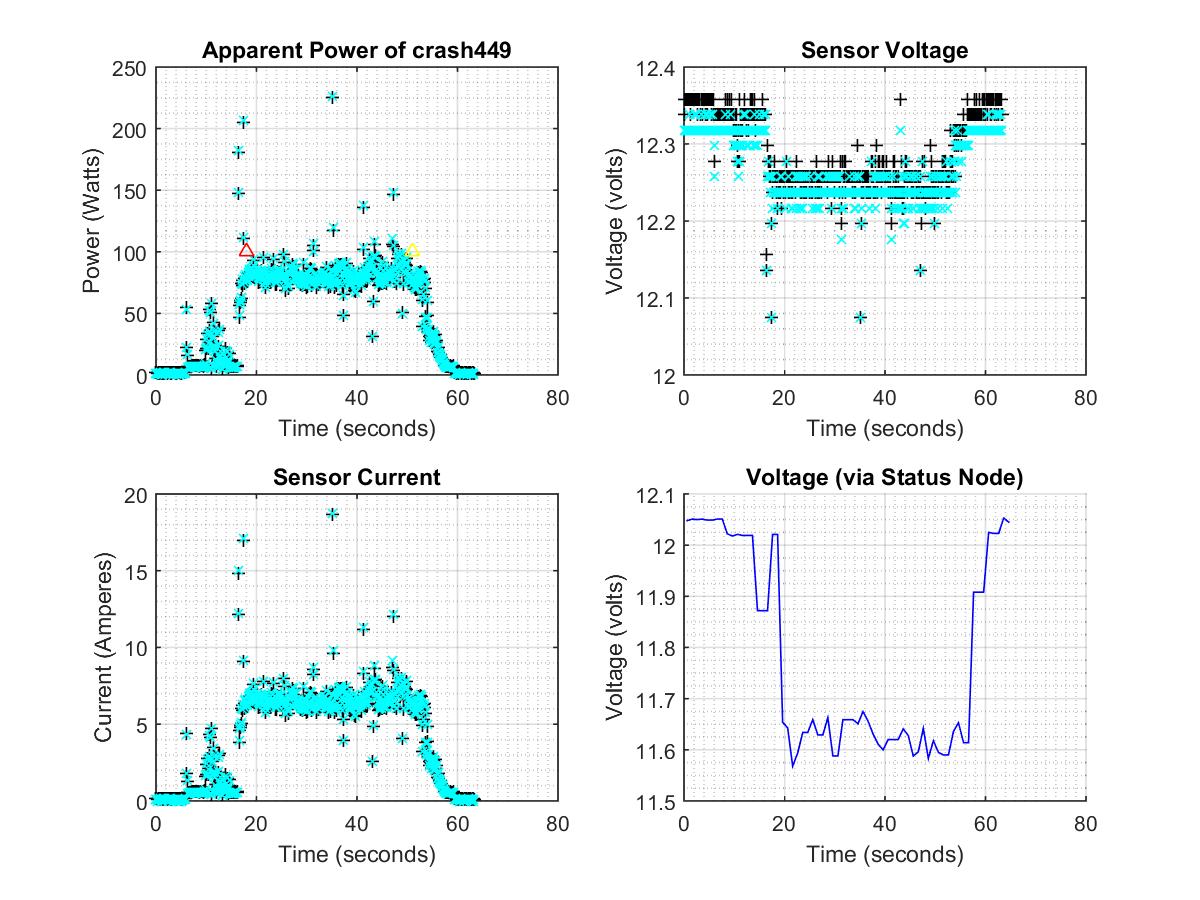 Apparent Power of crash449
250
200
150
100
50
0
Power (Watts)
0 20 40 60 80
Time (seconds)
Sensor Voltage
12.4
12.3
12.2
12.1
12
Voltage (volts)
0 20 40 60 80
Time (seconds)
Sensor Current
20
15
10
5
0
Current (Amperes)
0 20 40 60 80
Time (seconds)
Voltage (via Status Node)
12.1
12
11.9
11.8
11.7
11.6
11.5
Voltage (volts)
0 20 40 60 80
Time (seconds)